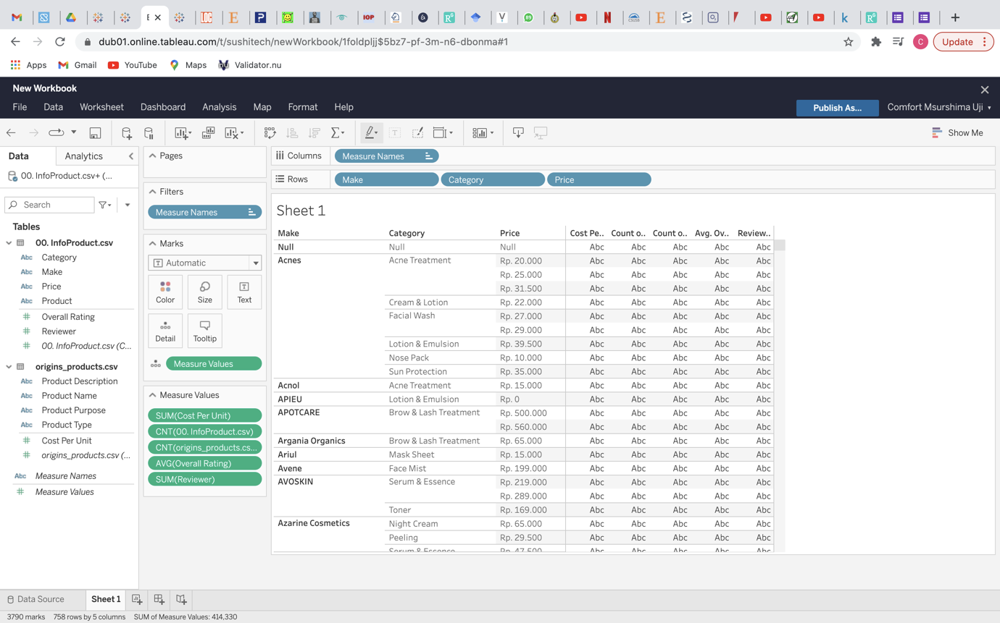 E
LOC
E
P
IOP
G
R
V
89
N
E
k
R
dub01.online.tableau.com/t/sushitech/newWorkbook/1foldpljj$5bz7-pf-3m-n6-dbonma#1
C
Update
Apps Gmail YouTube Maps Validator.nu
New Workbook
File Data Worksheet Dashboard Analysis Map Format Help
Publish As...
Comfort Msurshima Uji
Show Me
Data Analytics
00. InfoProduct.csv+ (...
Search
Tables
00. InfoProduct.csv
Abc Category
Abc Make
Abc Price
Abc Product
# Overall Rating
# Reviewer
# 00. InfoProduct.csv (C...
origins_products.csv
Abc Product Description
Abc Product Name
Abc Product Purpose
Abc Product Type
# Cost Per Unit
# origins_products.csv (...
Abc Measure Names
# Measure Values
Pages
Filters
Measure Names
Marks
T Automatic
Color Size Text
Detail Tooltip
Measure Values
Measure Values
SUM(Cost Per Unit)
CNT(00. InfoProduct.csv)
CNT(origins_products.cs...
AVG(Overall Rating)
SUM(Reviewer)
Columns Measure Names
Rows Make Category Price
Sheet 1
Make Category Price Cost Pe.. Count o.. Count o.. Avg. Ov.. Review..
Null Null Null Abc Abc Abc Abc Abc
Acnes Acne Treatment Rp. 20.000 Abc Abc Abc Abc Abc
Rp. 25.000 Abc Abc Abc Abc Abc
Rp. 31.500 Abc Abc Abc Abc Abc
Cream & Lotion Rp. 22.000 Abc Abc Abc Abc Abc
Facial Wash Rp. 27.000 Abc Abc Abc Abc Abc
Rp. 29.000 Abc Abc Abc Abc Abc
Lotion & Emulsion Rp. 39.500 Abc Abc Abc Abc Abc
Nose Pack Rp. 10.000 Abc Abc Abc Abc Abc
Sun Protection Rp. 35.000 Abc Abc Abc Abc Abc
Acnol Acne Treatment Rp. 15.000 Abc Abc Abc Abc Abc
APIEU Lotion & Emulsion Rp. 0 Abc Abc Abc Abc Abc
APOTCARE Brow & Lash Treatment Rp. 500.000 Abc Abc Abc Abc Abc
Rp. 560.000 Abc Abc Abc Abc Abc
Argania Organics Brow & Lash Treatment Rp. 65.000 Abc Abc Abc Abc Abc
Ariul Mask Sheet Rp. 15.000 Abc Abc Abc Abc Abc
Avene Face Mist Rp. 199.000 Abc Abc Abc Abc Abc
AVOSKIN Serum & Essence Rp. 219.000 Abc Abc Abc Abc Abc
Rp. 289.000 Abc Abc Abc Abc Abc
Toner Rp. 169.000 Abc Abc Abc Abc Abc
Azarine Cosmetics Night Cream Rp. 65.000 Abc Abc Abc Abc Abc
Peeling Rp. 29.500 Abc Abc Abc Abc Abc
Serum & Essence Rp. 47.500 Abc Abc Abc Abc Abc
Data Source Sheet 1
3790 marks 758 rows by 5 columns SUM of Measure Values: 414,330